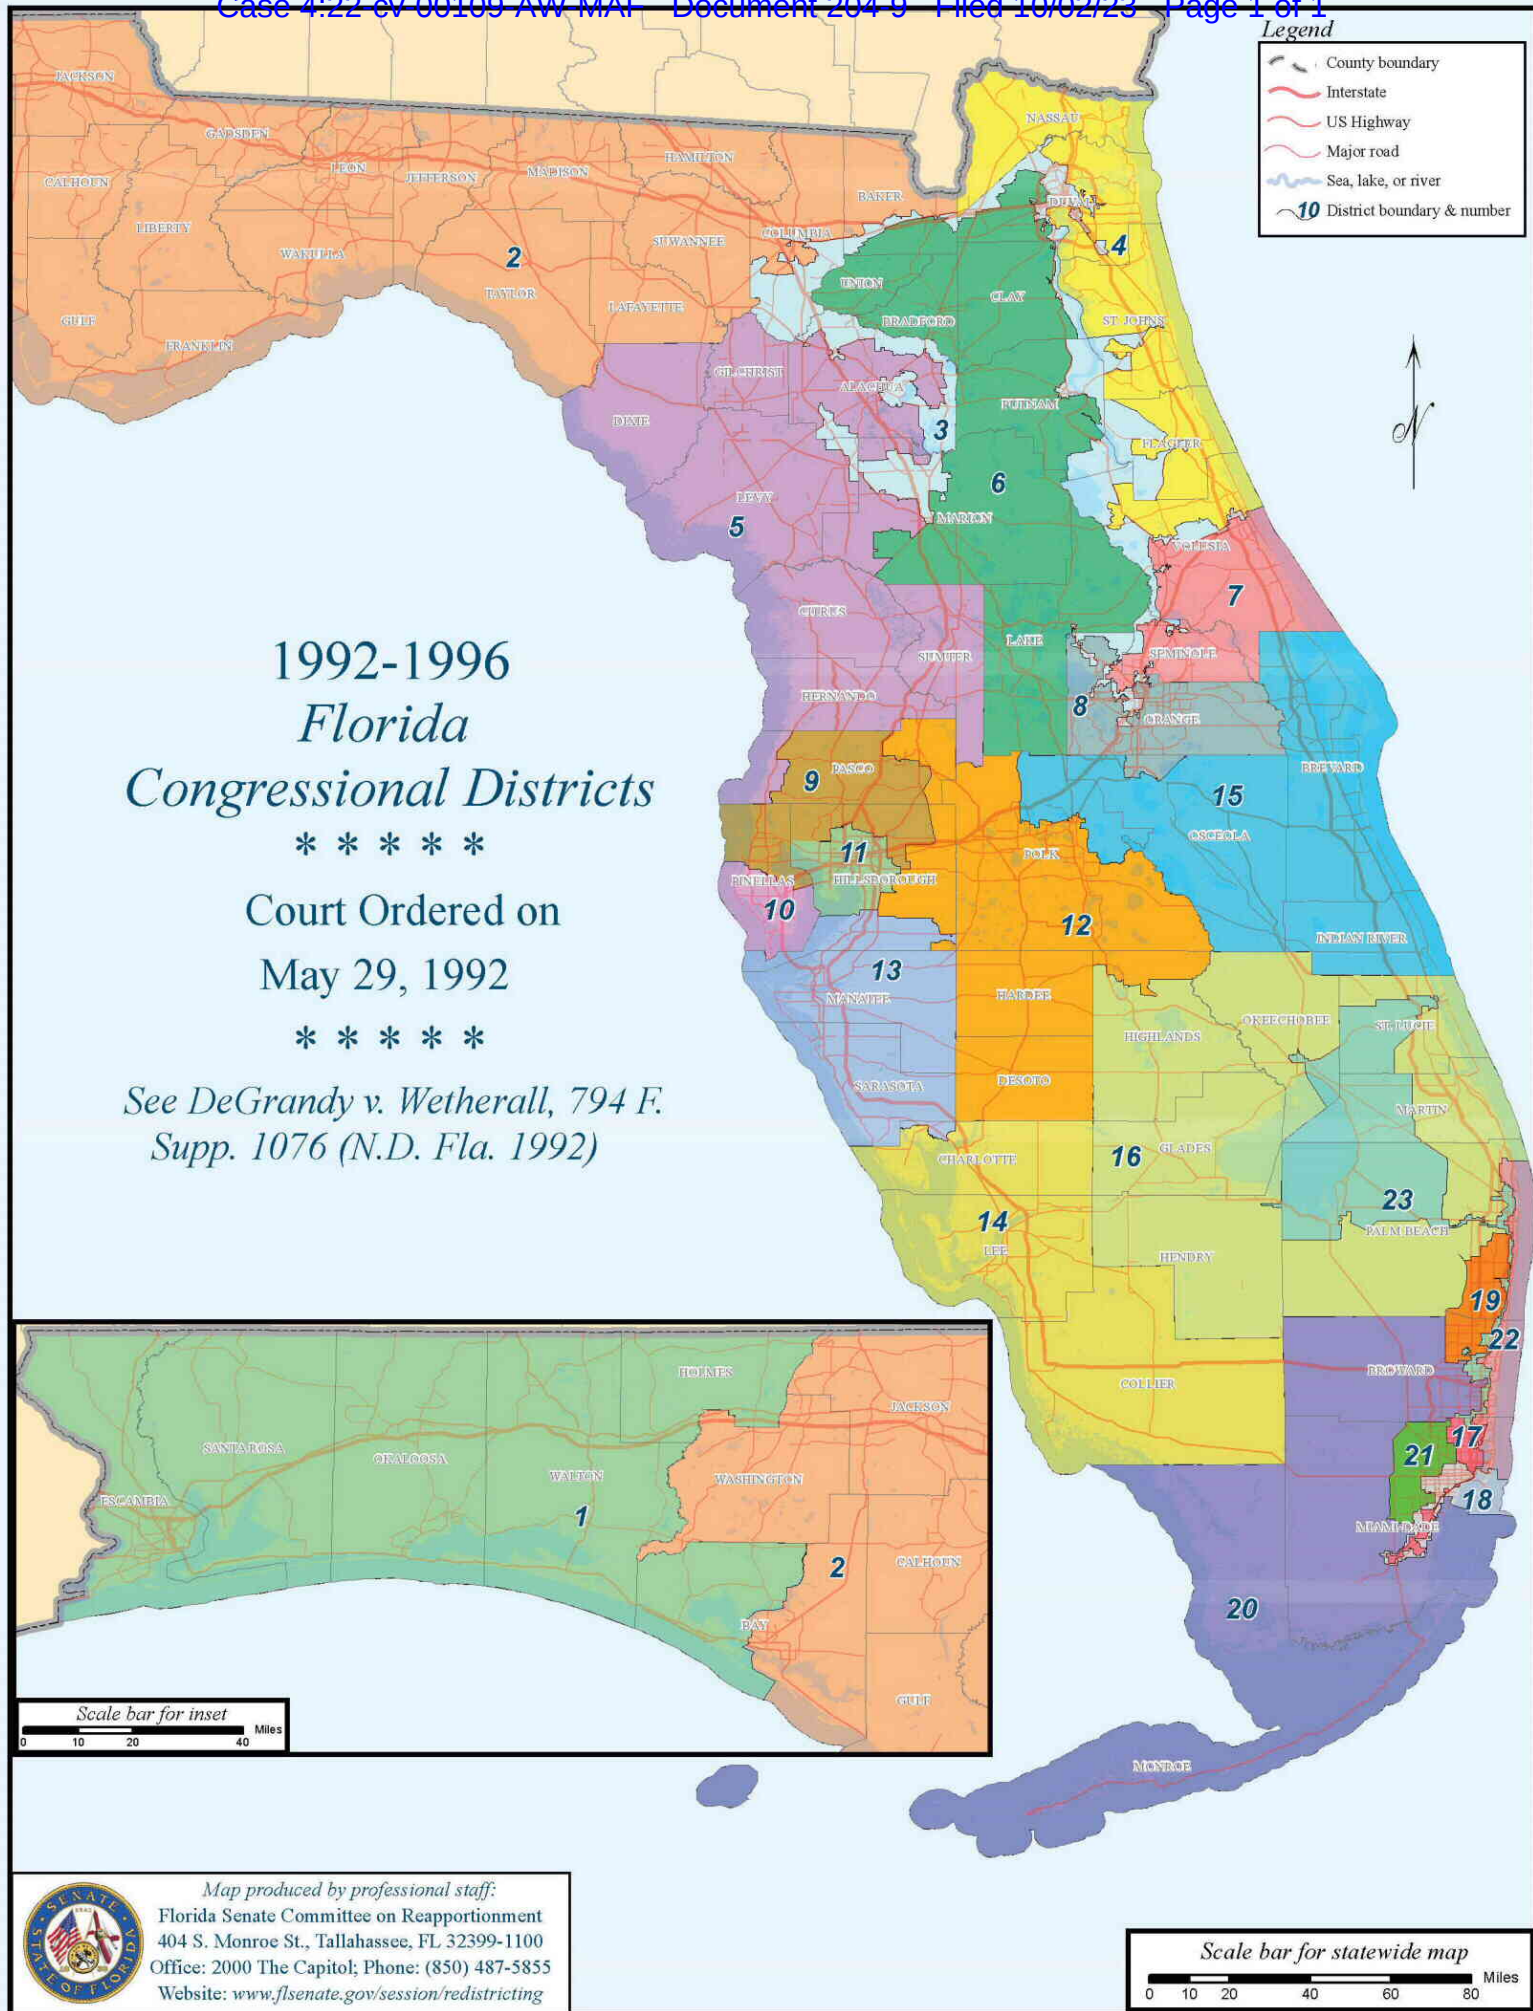 Case 4:22-cv-00109-AW-MAF Document 204-9 Filed 10/02/23 Page 1 of 1
Legend
County boundary
Interstate
US Highway
Major road
Sea, lake, or river
10 District boundary & number
N
JACKSON
GADSDEN
LEON
JEFFERSON
MADISON
HAMILTON
BAKER
NASSAU
DUVAL
CALHOUN
LIBERTY
WAKULLA
2
TAYLOR
SUWANNEE
COLUMBIA
LAFAYETTE
UNION
BRADFORD
CLAY
4
ST. JOHNS
GULF
FRANKLIN
GILCHRIST
ALACHUA
DIXIE
3
PUTNAM
FLAGLER
LEVY
5
6
MARION
VOLUSIA
7
CITRUS
SUMTER
LAKE
SEMINOLE
HERNANDO
8
ORANGE
1992-1996
Florida
Congressional Districts
* * * * *
Court Ordered on
May 29, 1992
* * * * *
See DeGrandy v. Wetherall, 794 F.
Supp. 1076 (N.D. Fla. 1992)
9
PASCO
BREVARD
15
OSCEOLA
11
POLK
PINELLAS
HILLSBOROUGH
10
12
INDIAN RIVER
13
MANATEE
HARDEE
HIGHLANDS
OKEECHOBEE
ST. LUCIE
SARASOTA
DESOTO
MARTIN
CHARLOTTE
16
GLADES
23
14
LEE
HENDRY
PALM BEACH
19
22
BROWARD
COLLIER
21
17
18
MIAMI-DADE
20
MONROE
HOLMES
JACKSON
SANTA ROSA
OKALOOSA
WALTON
WASHINGTON
ESCAMBIA
1
2
CALHOUN
BAY
GULF
Scale bar for inset
0 10 20 40 Miles
SENATE
STATE OF FLORIDA
Map produced by professional staff:
Florida Senate Committee on Reapportionment
404 S. Monroe St., Tallahassee, FL 32399-1100
Office: 2000 The Capitol; Phone: (850) 487-5855
Website: www.flsenate.gov/session/redistricting
Scale bar for statewide map
0 10 20 40 60 80 Miles